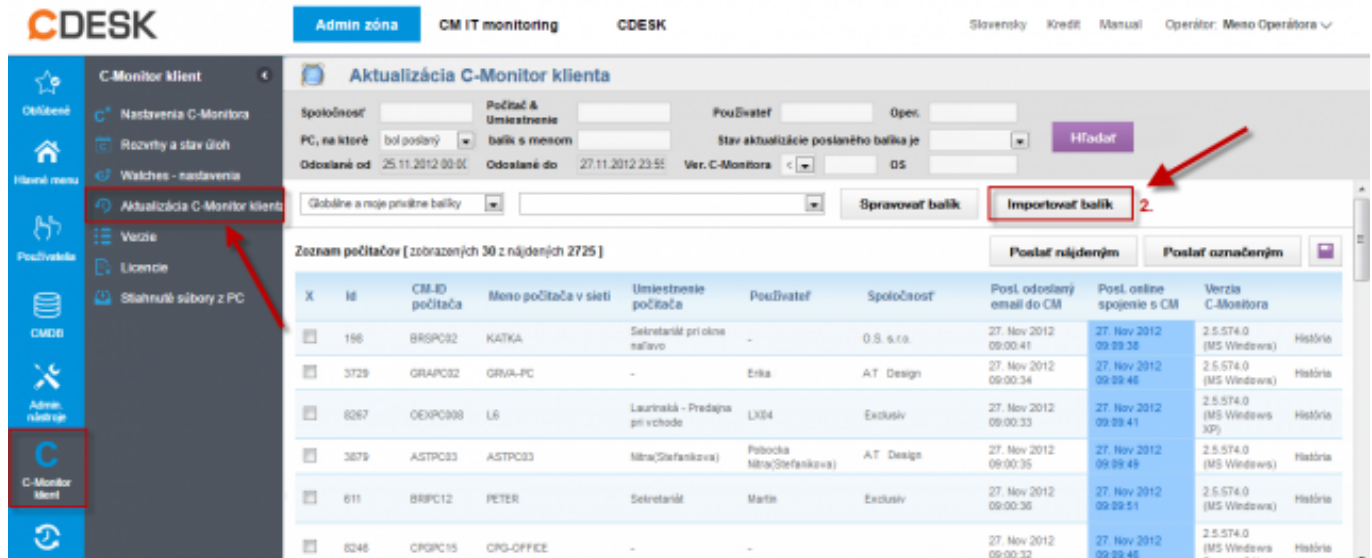 CDESK
Admin zóna CM IT monitoring CDESK
Slovensky Kredit Manual Operátor: Meno Operátora
Obľúbené
Hlavné menu
Používatelia
CMDB
Admin. nástroje
C-Monitor klient
C-Monitor klient
Nastavenia C-Monitora
Rozvrhy a stav úloh
Watches - nastavenia
Aktualizácia C-Monitor klienta
Verzie
Licencie
Stiahnuté súbory z PC
Aktualizácia C-Monitor klienta
Spoločnosť Počítač & Umiestnenie Používateľ Oper.
PC, na ktoré bol poslaný balík s menom Stav aktualizácie poslaného balíka je Hľadať
Odoslané od 25.11.2012 00:0 Odoslané do 27.11.2012 23:5 Ver. C-Monitora < OS
Globálne a moje privátne balíky Spravovať balík Importovať balík 2.
Zoznam počítačov [ zobrazených 30 z nájdených 2725 ] Poslať nájdeným Poslať označeným
X Id CM-ID počítača Meno počítača v sieti Umiestnenie počítača Používateľ Spoločnosť Posl. odoslaný email do CM Posl. online spojenie s CM Verzia C-Monitora
198 BRSPC02 KATKA Sekretariát pri okne naľavo - O.S. s.r.o. 27. Nov 2012 09:00:41 27. Nov 2012 09:09:38 2.5.574.0 (MS Windows) História
3729 GRAPC02 GRVA-PC - Erika AT Design 27. Nov 2012 09:00:34 27. Nov 2012 09:09:46 2.5.574.0 (MS Windows) História
8267 OEXPC008 L6 Laurinská - Predajna pri vchode LX04 Exclusiv 27. Nov 2012 09:00:33 27. Nov 2012 09:09:41 2.5.574.0 (MS Windows XP) História
3879 ASTPC03 ASTPC03 Nitra(Stefanikova) Pobocka Nitra(Stefanikova) AT Design 27. Nov 2012 09:00:35 27. Nov 2012 09:09:49 2.5.574.0 (MS Windows) História
611 BRIPC12 PETER Sekretariát Martin Exclusiv 27. Nov 2012 09:00:36 27. Nov 2012 09:09:51 2.5.574.0 (MS Windows) História
8246 CPGPC15 CPG-OFFICE - - 27. Nov 2012 09:00:32 27. Nov 2012 09:09:46 2.5.574.0 (MS Windows História